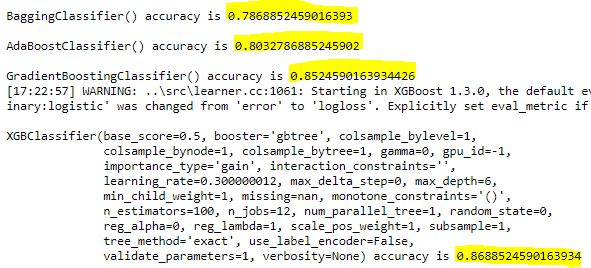 BaggingClassifier() accuracy is 0.7868852459016393
AdaBoostClassifier() accuracy is 0.8032786885245902
GradientBoostingClassifier() accuracy is 0.8524590163934426
[17:22:57] WARNING: ..\src\learner.cc:1061: Starting in XGBoost 1.3.0, the default ev
inary:logistic' was changed from 'error' to 'logloss'. Explicitly set eval_metric if
XGBClassifier(base_score=0.5, booster='gbtree', colsample_bylevel=1,
colsample_bynode=1, colsample_bytree=1, gamma=0, gpu_id=-1,
importance_type='gain', interaction_constraints='',
learning_rate=0.300000012, max_delta_step=0, max_depth=6,
min_child_weight=1, missing=nan, monotone_constraints='()',
n_estimators=100, n_jobs=12, num_parallel_tree=1, random_state=0,
reg_alpha=0, reg_lambda=1, scale_pos_weight=1, subsample=1,
tree_method='exact', use_label_encoder=False,
validate_parameters=1, verbosity=None) accuracy is 0.8688524590163934